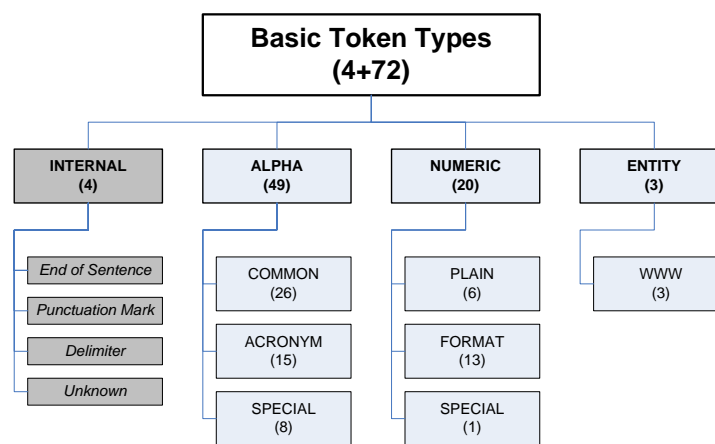 Basic Token Types
(4+72)
INTERNAL
(4)
ALPHA
(49)
NUMERIC
(20)
ENTITY
(3)
End of Sentence
Punctuation Mark
Delimiter
Unknown
COMMON
(26)
ACRONYM
(15)
SPECIAL
(8)
PLAIN
(6)
FORMAT
(13)
SPECIAL
(1)
WWW
(3)